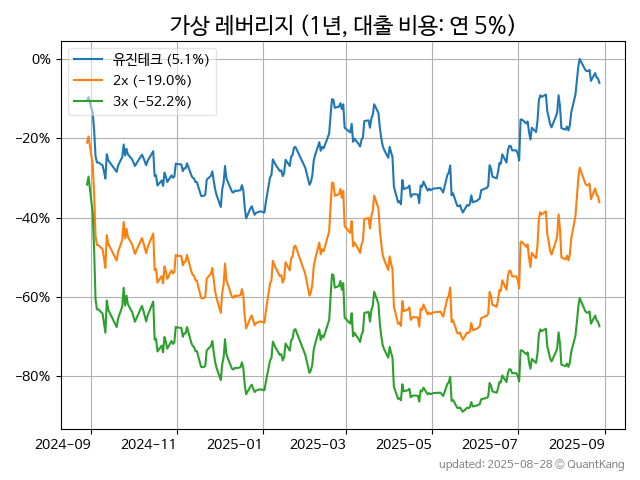 가상 레버리지 (1년, 대출 비용: 연 5%)
유진테크 (5.1%)
2x (−19.0%)
3x (−52.2%)
0%
−20%
−40%
−60%
−80%
2024−09 2024−11 2025−01 2025−03 2025−05 2025−07 2025−09
updated: 2025-08-28 © QuantKang